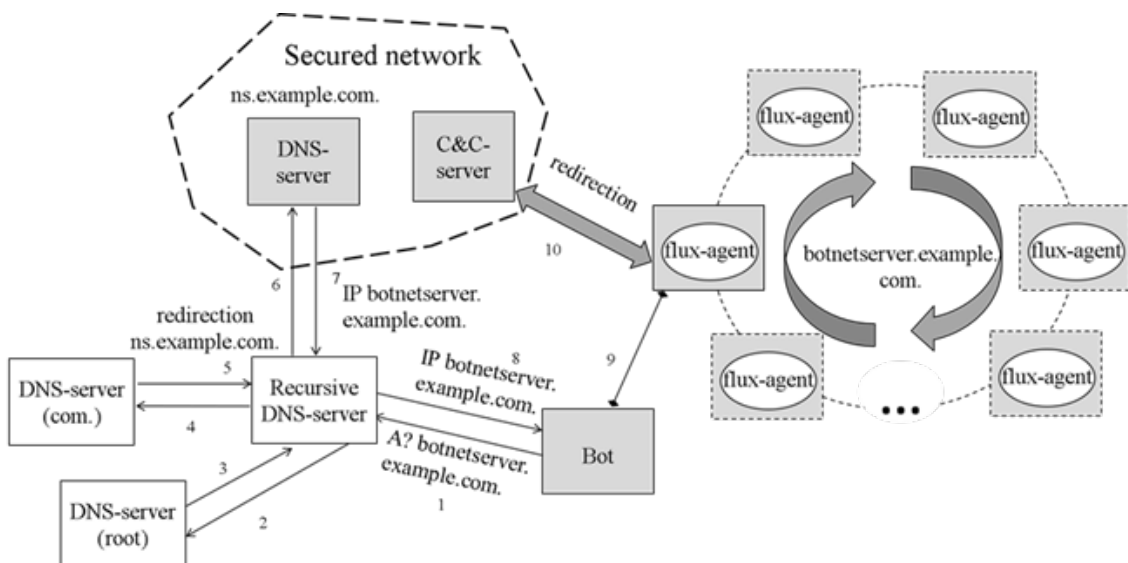 Secured network
ns.example.com.
DNS-
server
C&C-
server
redirection
10
flux-agent
flux-agent
flux-agent
flux-agent
flux-agent
flux-agent
botnetserver.example.
com.
...
6
7
IP botnetserver.
example.com.
redirection
ns.example.com.
5
DNS-server
(com.)
4
Recursive
DNS-server
8
IP botnetserver.
example.com.
9
A? botnetserver.
example.com.
1
Bot
3
2
DNS-server
(root)